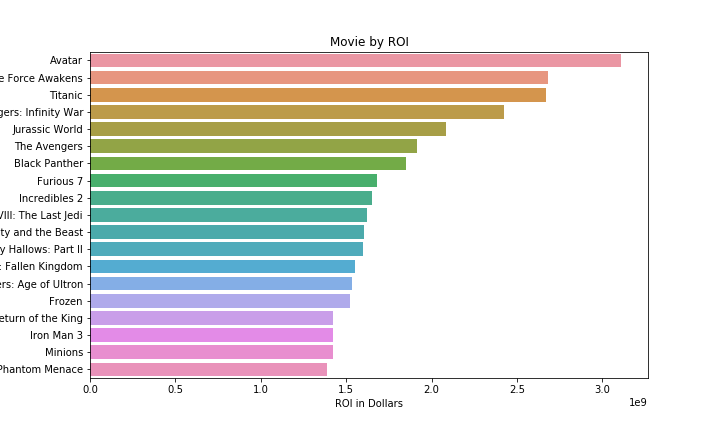 Movie by ROI
Avatar
e Force Awakens
Titanic
gers: Infinity War
Jurassic World
The Avengers
Black Panther
Furious 7
Incredibles 2
VIII: The Last Jedi
ty and the Beast
y Hallows: Part II
: Fallen Kingdom
ers: Age of Ultron
Frozen
eturn of the King
Iron Man 3
Minions
Phantom Menace
0.0 0.5 1.0 1.5 2.0 2.5 3.0
1e9
ROI in Dollars